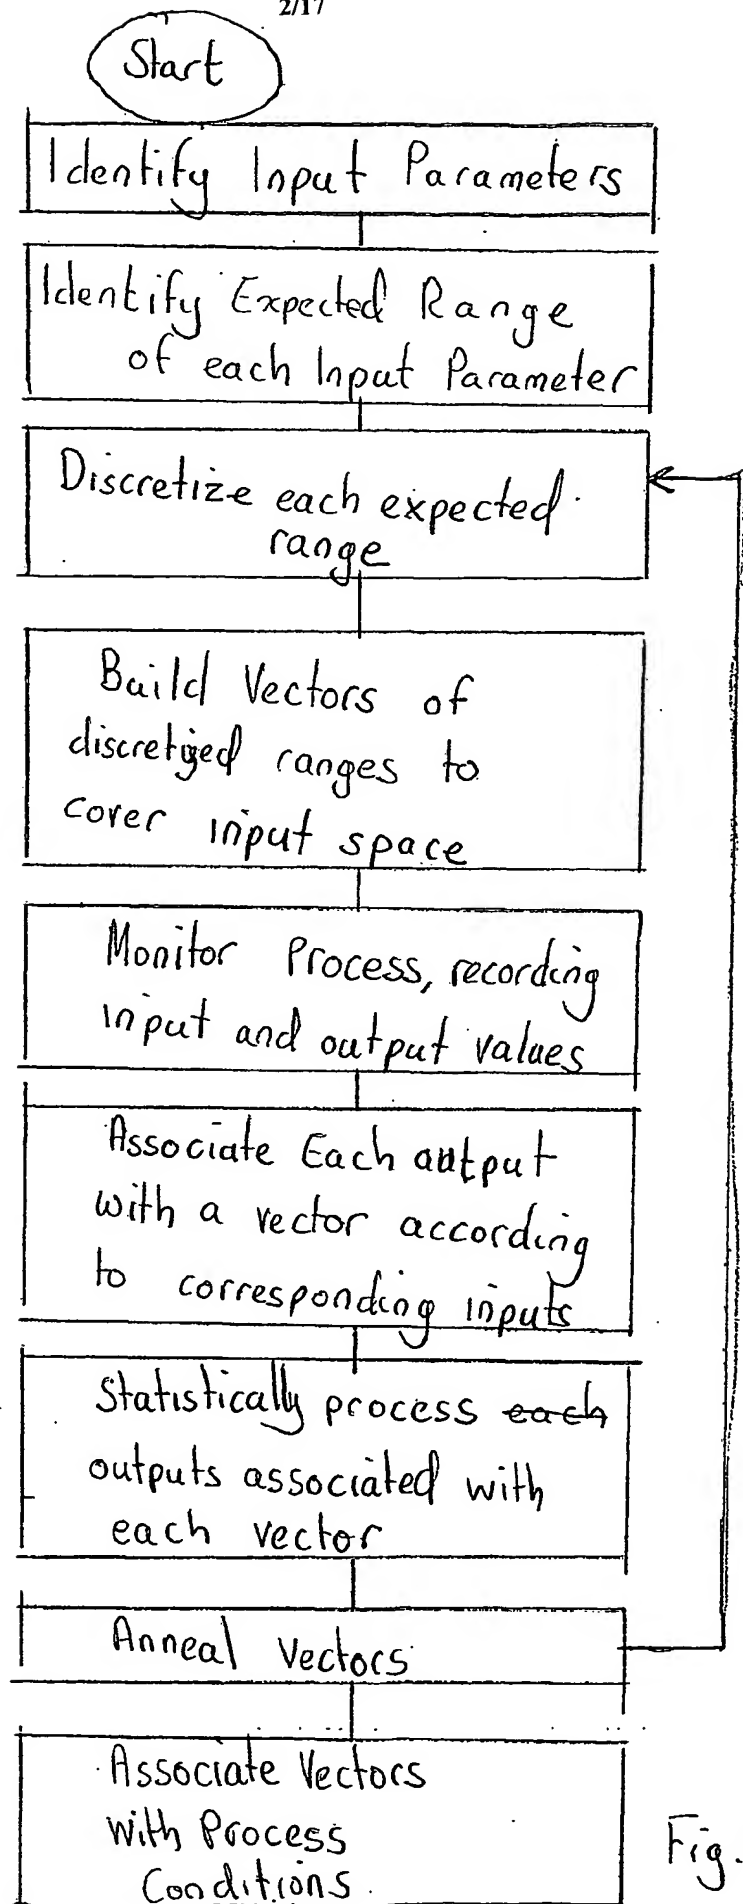 2/17
Start
Identify Input Parameters
Identify Expected Range
of each Input Parameter
Discretize each expected
range
Build Vectors of
discretized ranges to
cover input space
Monitor Process, recording
input and output values
Associate Each output
with a vector according
to corresponding inputs
Statistically process each
outputs associated with
each vector
Anneal Vectors
Associate Vectors
With Process
Conditions
Fig.